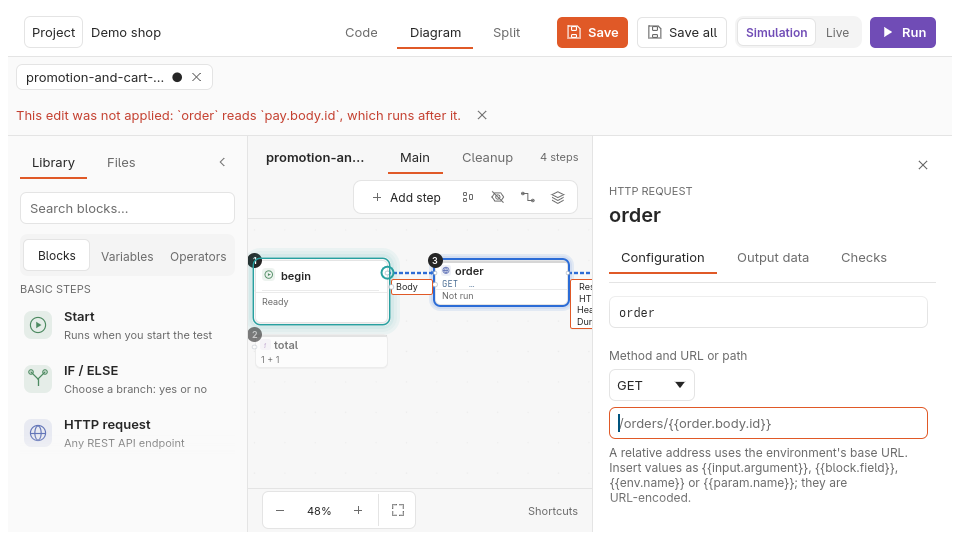 Project Demo shop Code Diagram Split Save Save all Simulation Live Run
promotion-and-cart-...
This edit was not applied: `order` reads `pay.body.id`, which runs after it.
Library Files
Search blocks...
Blocks Variables Operators
BASIC STEPS
Start
Runs when you start the test
IF / ELSE
Choose a branch: yes or no
HTTP request
Any REST API endpoint
promotion-an... Main Cleanup 4 steps
Add step
1
begin
Ready
Body
3
order
GET …
Not run
Res
HT
Hea
Dur
2
total
1 + 1
48%
Shortcuts
HTTP REQUEST
order
Configuration Output data Checks
order
Method and URL or path
GET
/orders/{{order.body.id}}
A relative address uses the environment's base URL.
Insert values as {{input.argument}}, {{block.field}},
{{env.name}} or {{param.name}}; they are
URL-encoded.